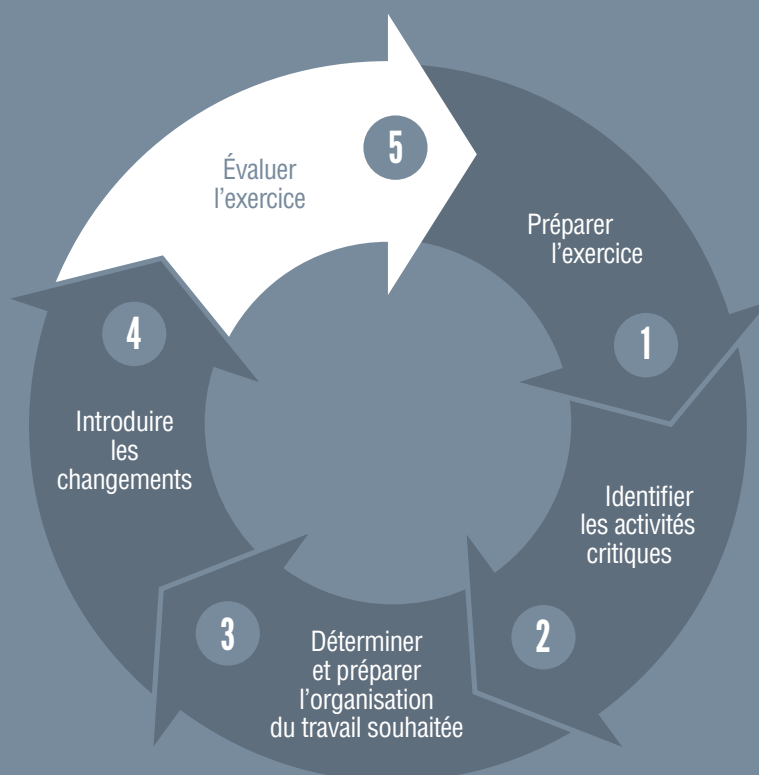 5
Évaluer
l’exercice
Préparer
l’exercice
1
Identifier
les activités
critiques
2
Déterminer
et préparer
l’organisation
du travail souhaitée
3
4
Introduire
les
changements